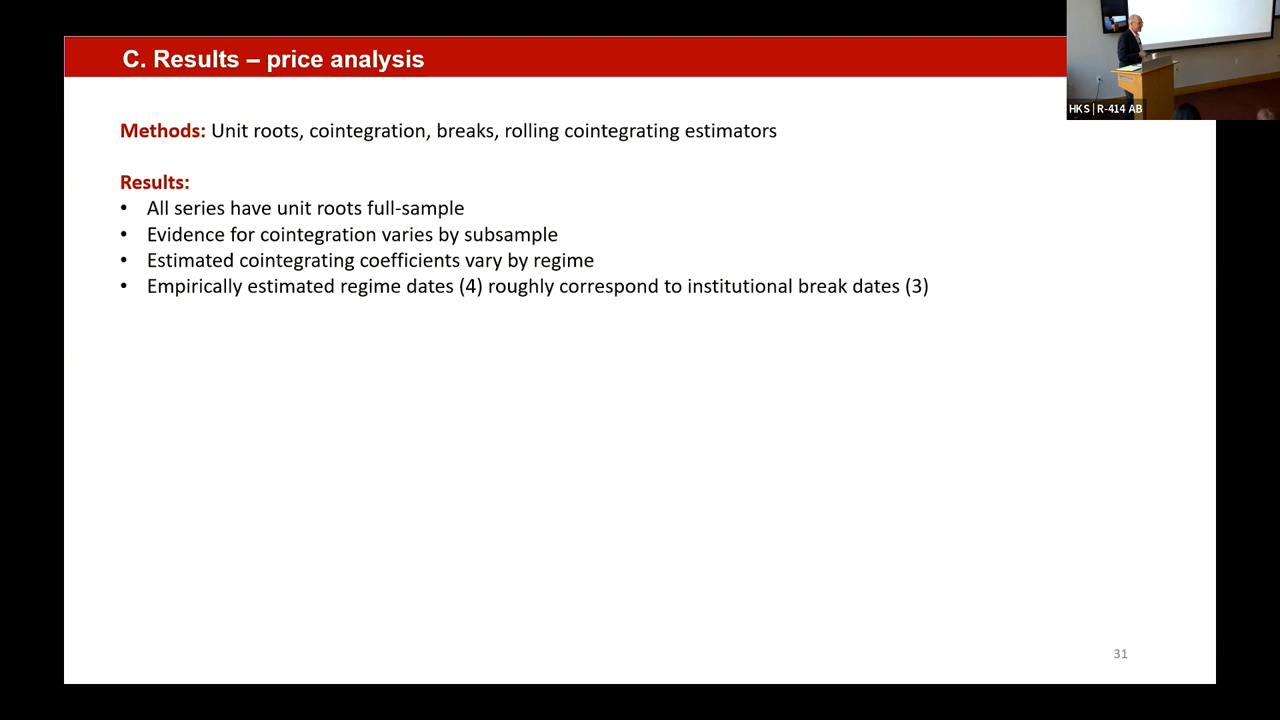 C. Results – price analysis
HKS | R-414 AB
Methods: Unit roots, cointegration, breaks, rolling cointegrating estimators
Results:
• All series have unit roots full-sample
• Evidence for cointegration varies by subsample
• Estimated cointegrating coefficients vary by regime
• Empirically estimated regime dates (4) roughly correspond to institutional break dates (3)
31